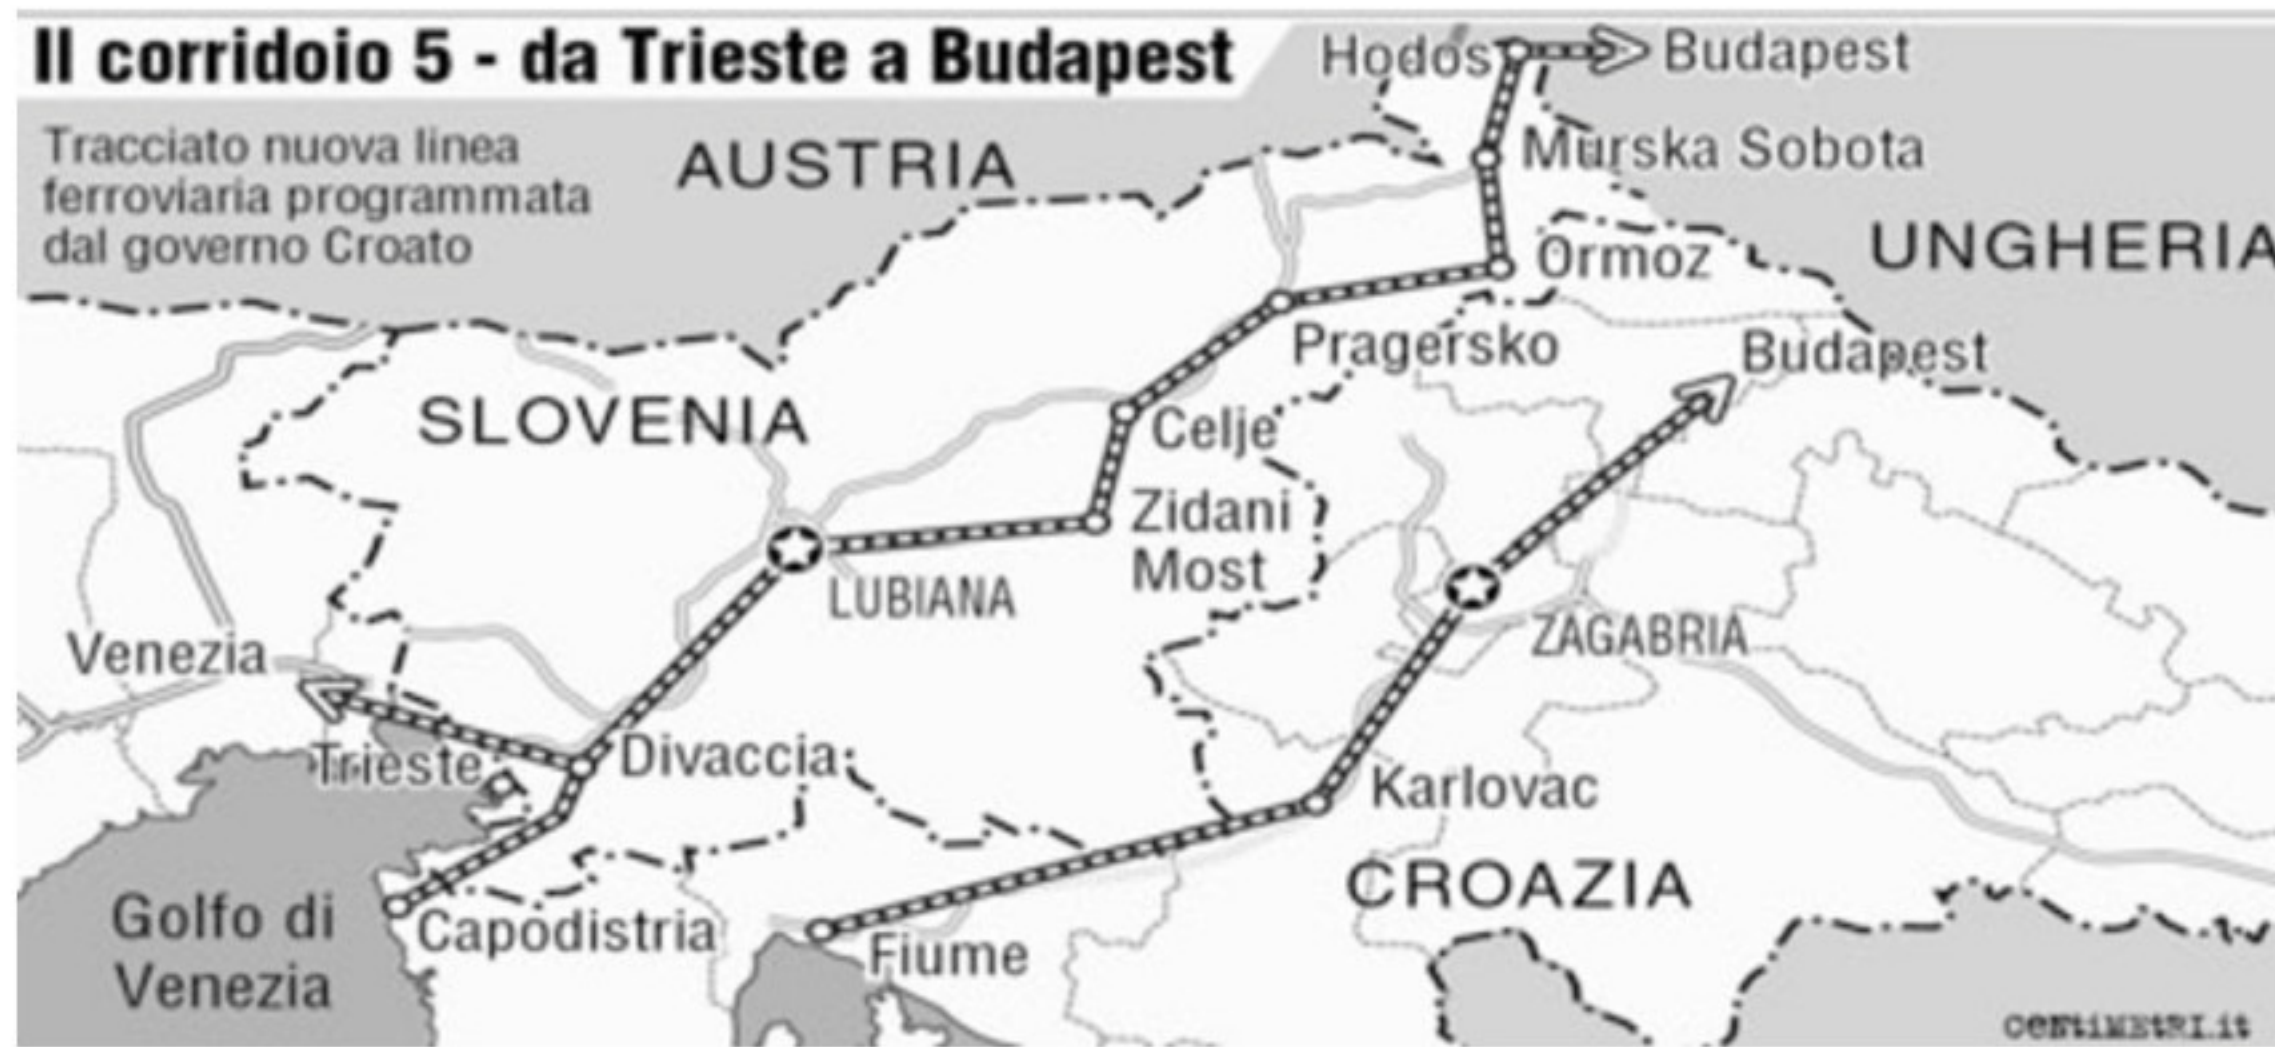 Il corridoio 5 - da Trieste a Budapest
Hodos
Budapest
Tracciato nuova linea
ferroviaria programmata
dal governo Croato
AUSTRIA
Murska Sobota
UNGHERIA
Ormoz
Pragersko
Budapest
SLOVENIA
Celje
Zidani
Most
LUBIANA
ZAGABRIA
Venezia
Trieste
Divaccia
Karlovac
CROAZIA
Golfo di
Venezia
Capodistria
Fiume
CENTIMETRI.it